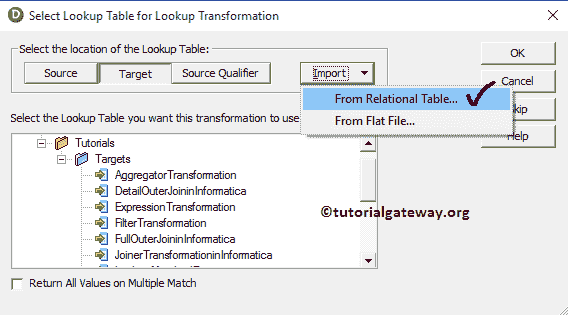 Select Lookup Table for Lookup Transformation
Select the location of the Lookup Table:
Source Target Source Qualifier Import OK
From Relational Table... Cancel
From Flat File... kip
Help
Select the Lookup Table you want this transformation to use
Tutorials
Targets
AggregatorTransformation
DetailOuterJoininInformatica
ExpressionTransformation
FilterTransformation
FullOuterJoininInformatica
JoinerTransformationinInformatica
©tutorialgateway.org
Return All Values on Multiple Match